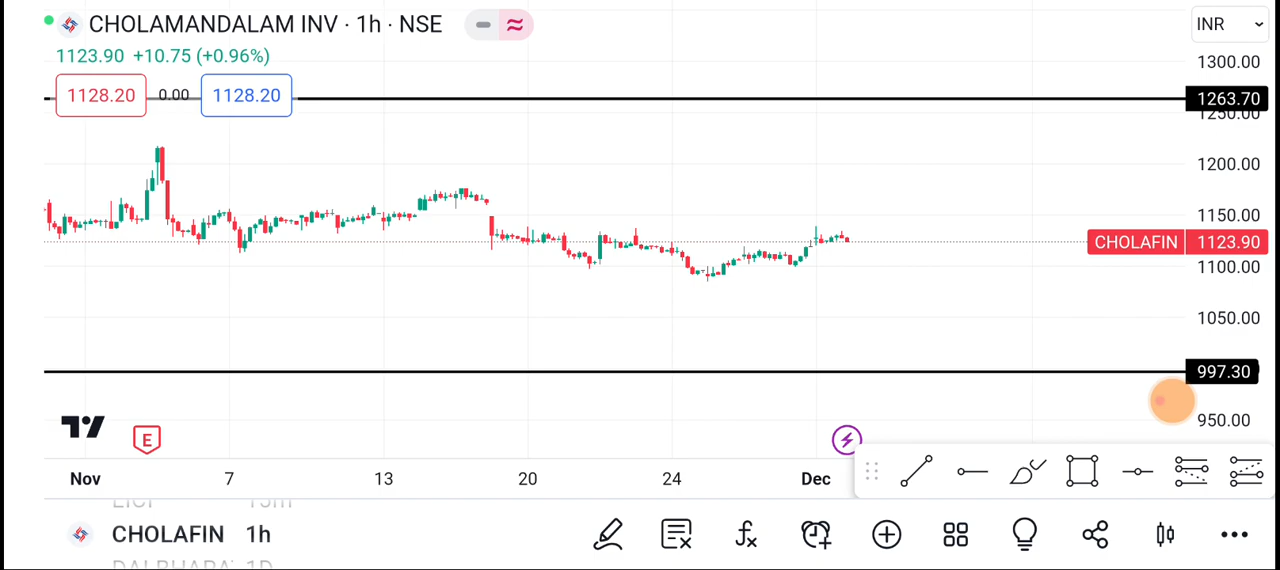 CHOLAMANDALAM INV · 1h · NSE
INR
1123.90 +10.75 (+0.96%)
1300.00
1128.20 0.00 1128.20
1263.70
1250.00
1200.00
1150.00
CHOLAFIN 1123.90
1100.00
1050.00
997.30
950.00
E
Nov 7 13 20 24 Dec
CHOLAFIN 1h